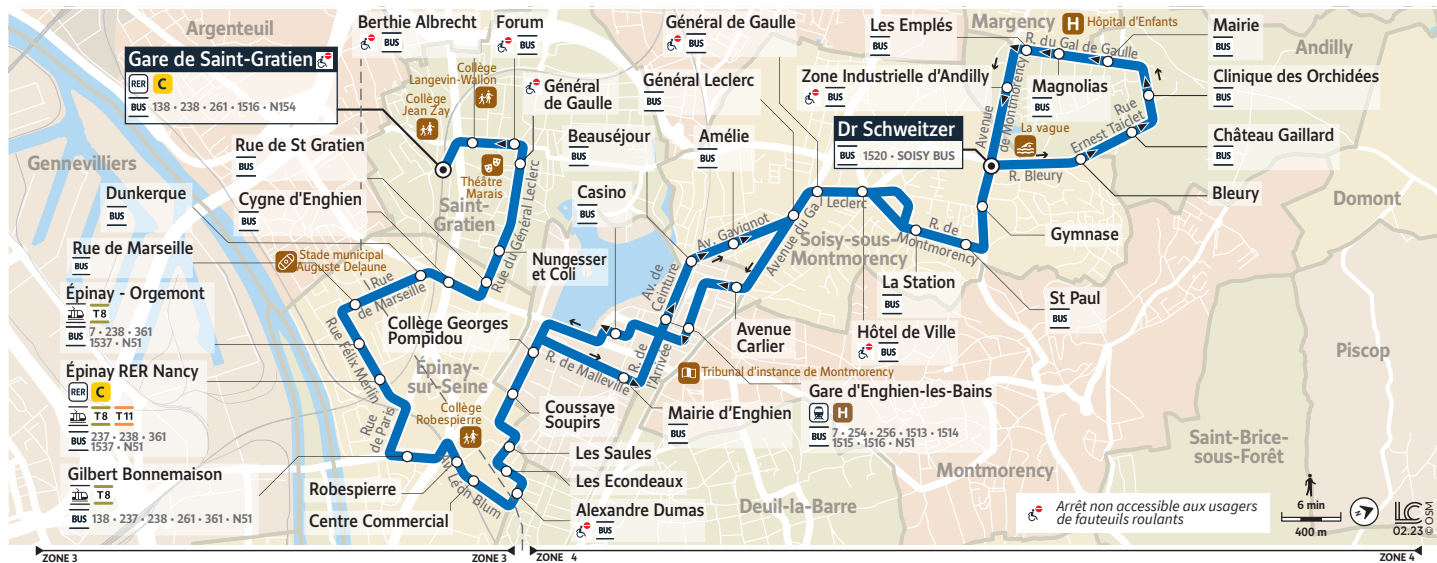 Argenteuil
Berthie Albrecht
BUS
Forum
BUS
Général de Gaulle
BUS
Les Emplés
BUS
Margency
H Hôpital d'Enfants
Mairie
BUS
Andilly
Gare de Saint-Gratien
RER C
BUS 138 • 238 • 261 • 1516 • N154
Collège
Langevin-Wallon
Collège
Jean Zay
Général
de Gaulle
BUS
Général Leclerc
BUS
Zone Industrielle d'Andilly
BUS
R. du Gal de Gaulle
Magnolias
BUS
Clinique des Orchidées
BUS
Gennevilliers
Rue de St Gratien
BUS
Beauséjour
BUS
Amélie
BUS
Dr Schweitzer
BUS 1520 • SOISY BUS
Avenue
de Montmorency
La vague
Rue
Ernest Taiclet
Château Gaillard
BUS
Dunkerque
BUS
Cygne d'Enghien
BUS
Théâtre
Marais
Saint-
Gratien
Rue du Général Leclerc
Casino
BUS
R. Bleury
Bleury
Domont
Rue de Marseille
BUS
Stade municipal
Auguste Delaune
Nungesser
et Coli
Av. Gavignot
Avenue du Gal Leclerc
Soisy-sous-
Montmorency
R. de
Montmorency
Gymnase
Épinay - Orgemont
T8
BUS 7 • 238 • 361
1537 • N51
Rue
de Marseille
Av. de
Ceinture
La Station
BUS
St Paul
BUS
Collège Georges
Pompidou
Avenue
Carlier
Hôtel de Ville
BUS
Rue Félix Merlin
Épinay RER Nancy
RER C
T8 T11
BUS 237 • 238 • 361
1537 • N51
Épinay-
sur-Seine
R. de Malleville
R. de
l'Arrivée
Tribunal d'instance de Montmorency
Piscop
Rue
de Paris
Collège
Robespierre
Coussaye
Soupirs
Mairie d'Enghien
BUS
Gare d'Enghien-les-Bains
H
BUS 7 • 254 • 256 • 1513 • 1514
1515 • 1516 • N51
Gilbert Bonnemaison
T8
BUS 138 • 237 • 238 • 261 • 361 • N51
Robespierre
Centre Commercial
Av. Léon Blum
Les Saules
Les Econdeaux
Alexandre Dumas
BUS
Deuil-la-Barre
Montmorency
Saint-Brice-
sous-Forêt
Arrêt non accessible aux usagers
de fauteuils roulants
6 min
400 m
LC
02.23
© OSM
ZONE 3
ZONE 3
ZONE 4
ZONE 4